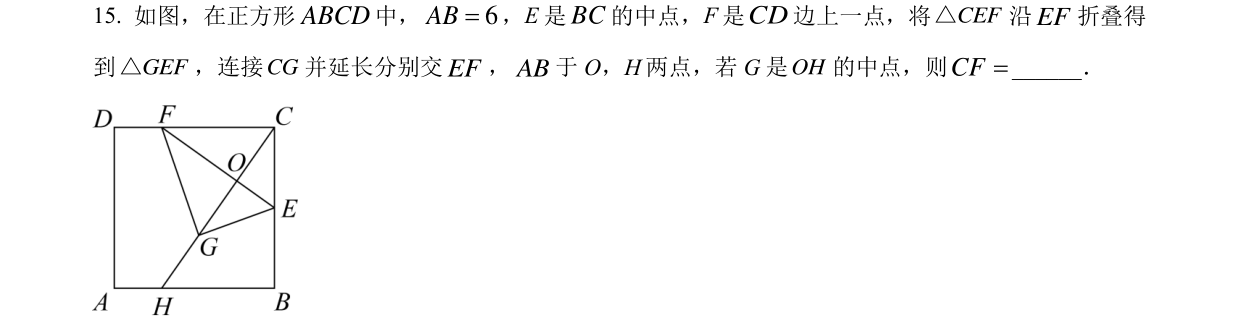 15. 如图，在正方形 ABCD 中， AB = 6，E 是 BC 的中点，F 是 CD 边上一点，将 △CEF 沿 EF 折叠得
到 △GEF ，连接 CG 并延长分别交 EF ， AB 于 O，H 两点，若 G 是 OH 的中点，则 CF = ______.
D F C
O
E
G
A H B